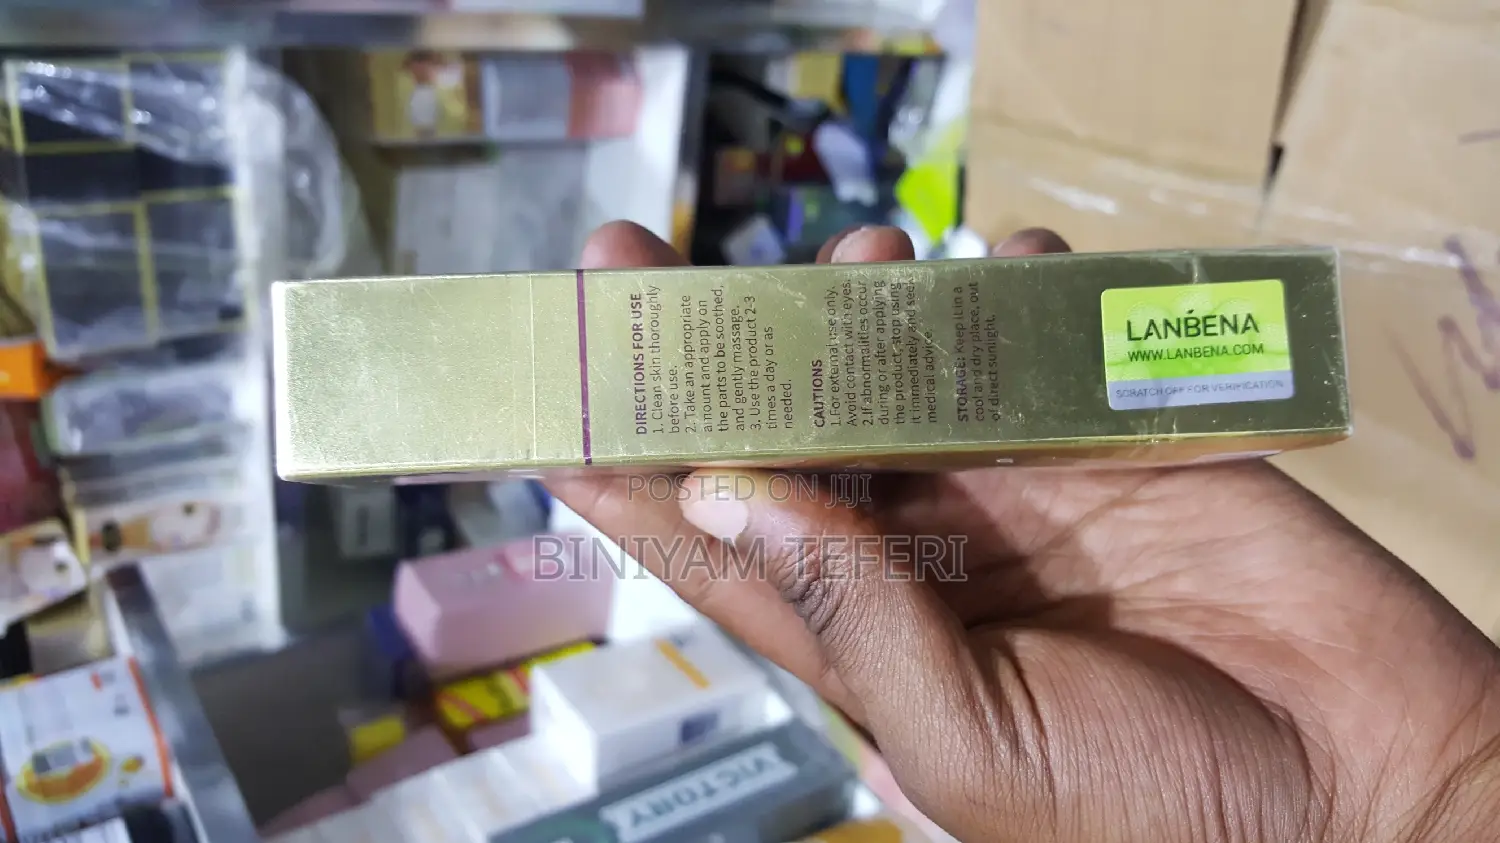 DIRECTIONS FOR USE
1. Clean skin thoroughly
before use.
2. Take an appropriate
amount and apply on
the parts to be soothed,
and gently massage.
3. Use the product 2-3
times a day or as
needed.
CAUTIONS
1.For external use only.
Avoid contact with eyes.
2.If abnormalities occur
during or after applying
the product, stop using
it immediately and seek
medical advice.
STORAGE: Keep it in a
cool and dry place, out
of direct sunlight.
LANBENA
WWW.LANBENA.COM
SCRATCH OFF FOR VERIFICATION
POSTED ON JIJI
BINIYAM TEFERI
VICTORY